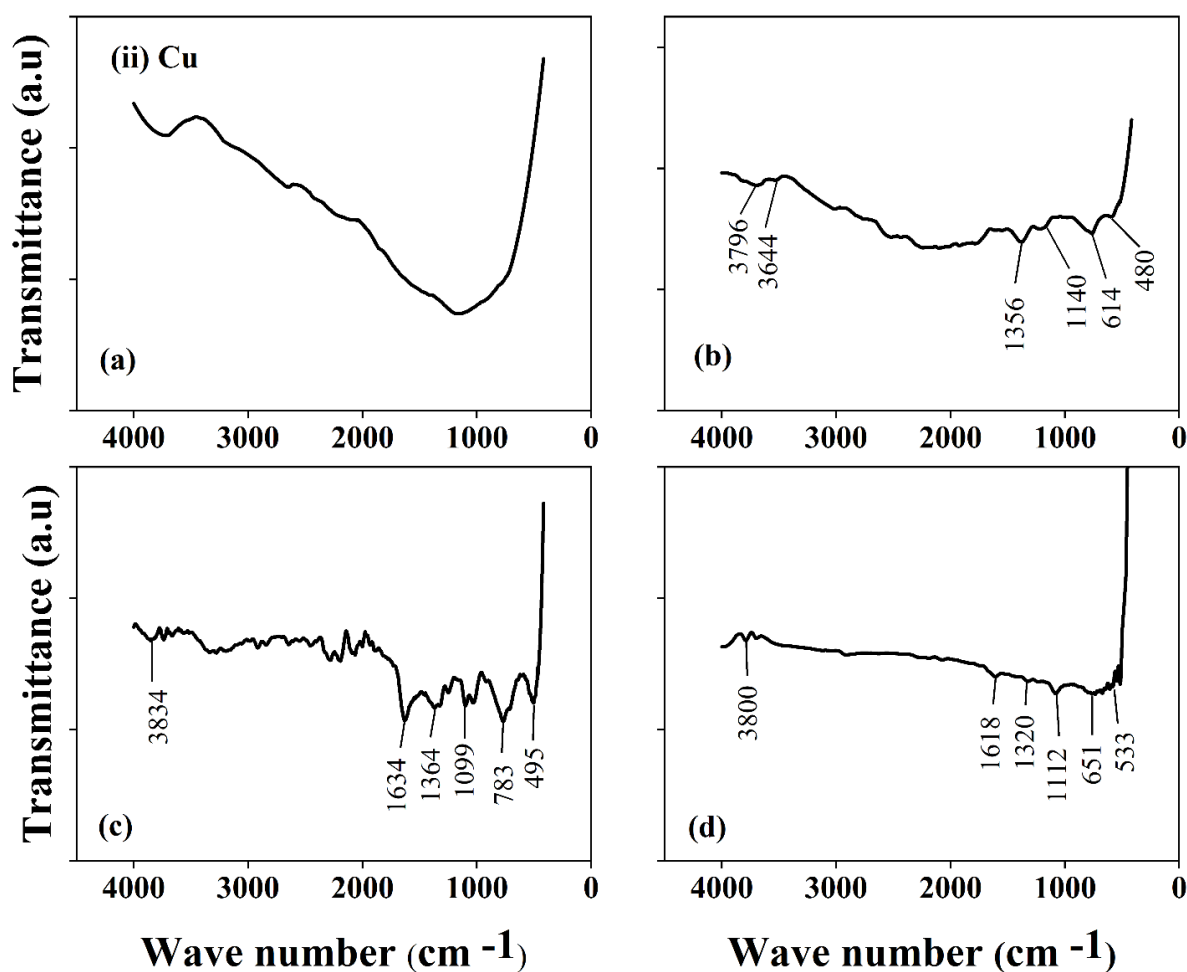 Transmittance (a.u)
(ii) Cu
(a)
4000 3000 2000 1000 0
3796
3644
1356
1140
614
480
(b)
4000 3000 2000 1000 0
Transmittance (a.u)
3834
1634
1364
1099
783
495
(c)
4000 3000 2000 1000 0
Wave number (cm -1)
3800
1618
1320
1112
651
533
(d)
4000 3000 2000 1000 0
Wave number (cm -1)